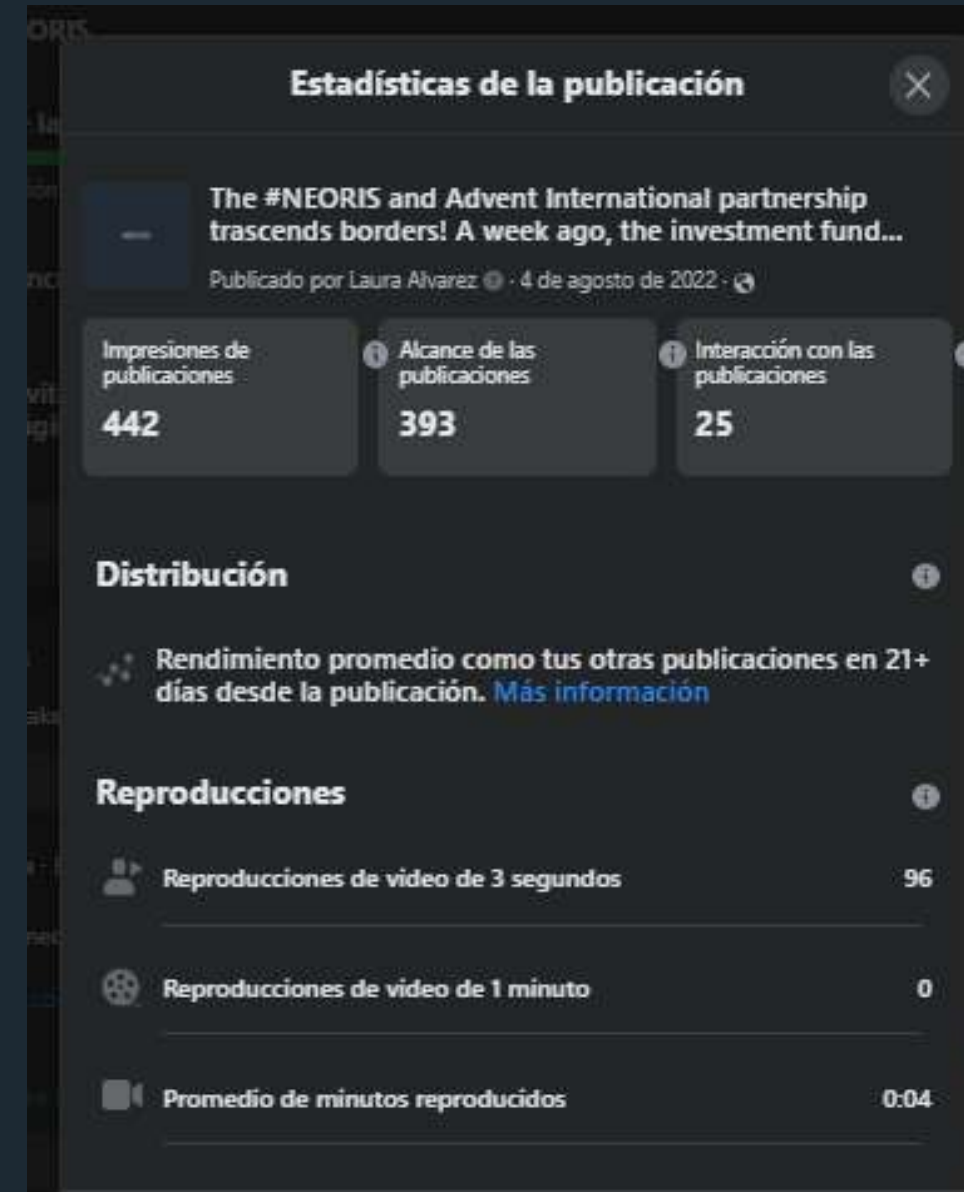 ORIS
Estadísticas de la publicación
The #NEORIS and Advent International partnership
trascends borders! A week ago, the investment fund...
Publicado por Laura Alvarez · 4 de agosto de 2022 ·
Impresiones de
publicaciones
442
Alcance de las
publicaciones
393
Interacción con las
publicaciones
25
Distribución
Rendimiento promedio como tus otras publicaciones en 21+
días desde la publicación. Más información
Reproducciones
Reproducciones de video de 3 segundos 96
Reproducciones de video de 1 minuto 0
Promedio de minutos reproducidos 0:04